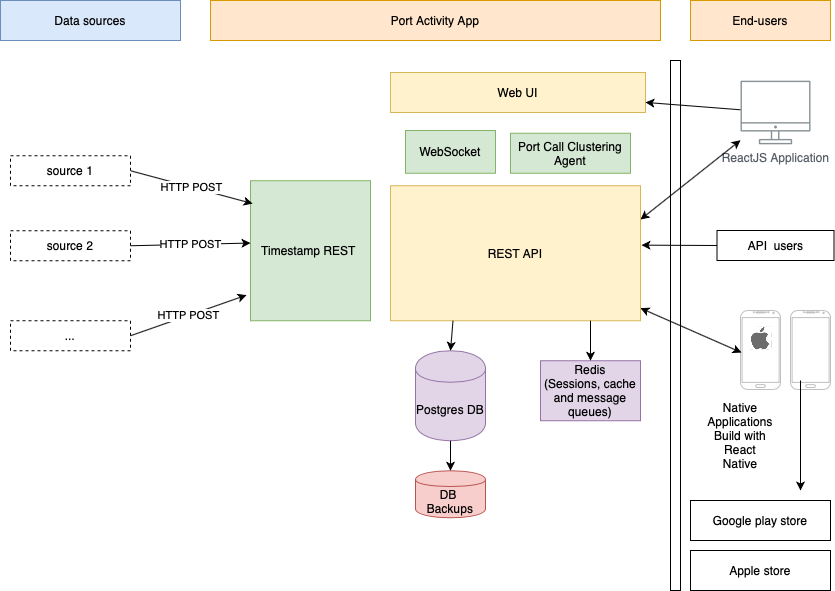 Data sources
Port Activity App
End-users
Web UI
WebSocket
Port Call Clustering
Agent
ReactJS Application
source 1
HTTP POST
source 2
HTTP POST
...
HTTP POST
Timestamp REST
REST API
API users
Postgres DB
Redis
(Sessions, cache
and message
queues)
DB
Backups
Native
Applications
Build with
React
Native
Google play store
Apple store